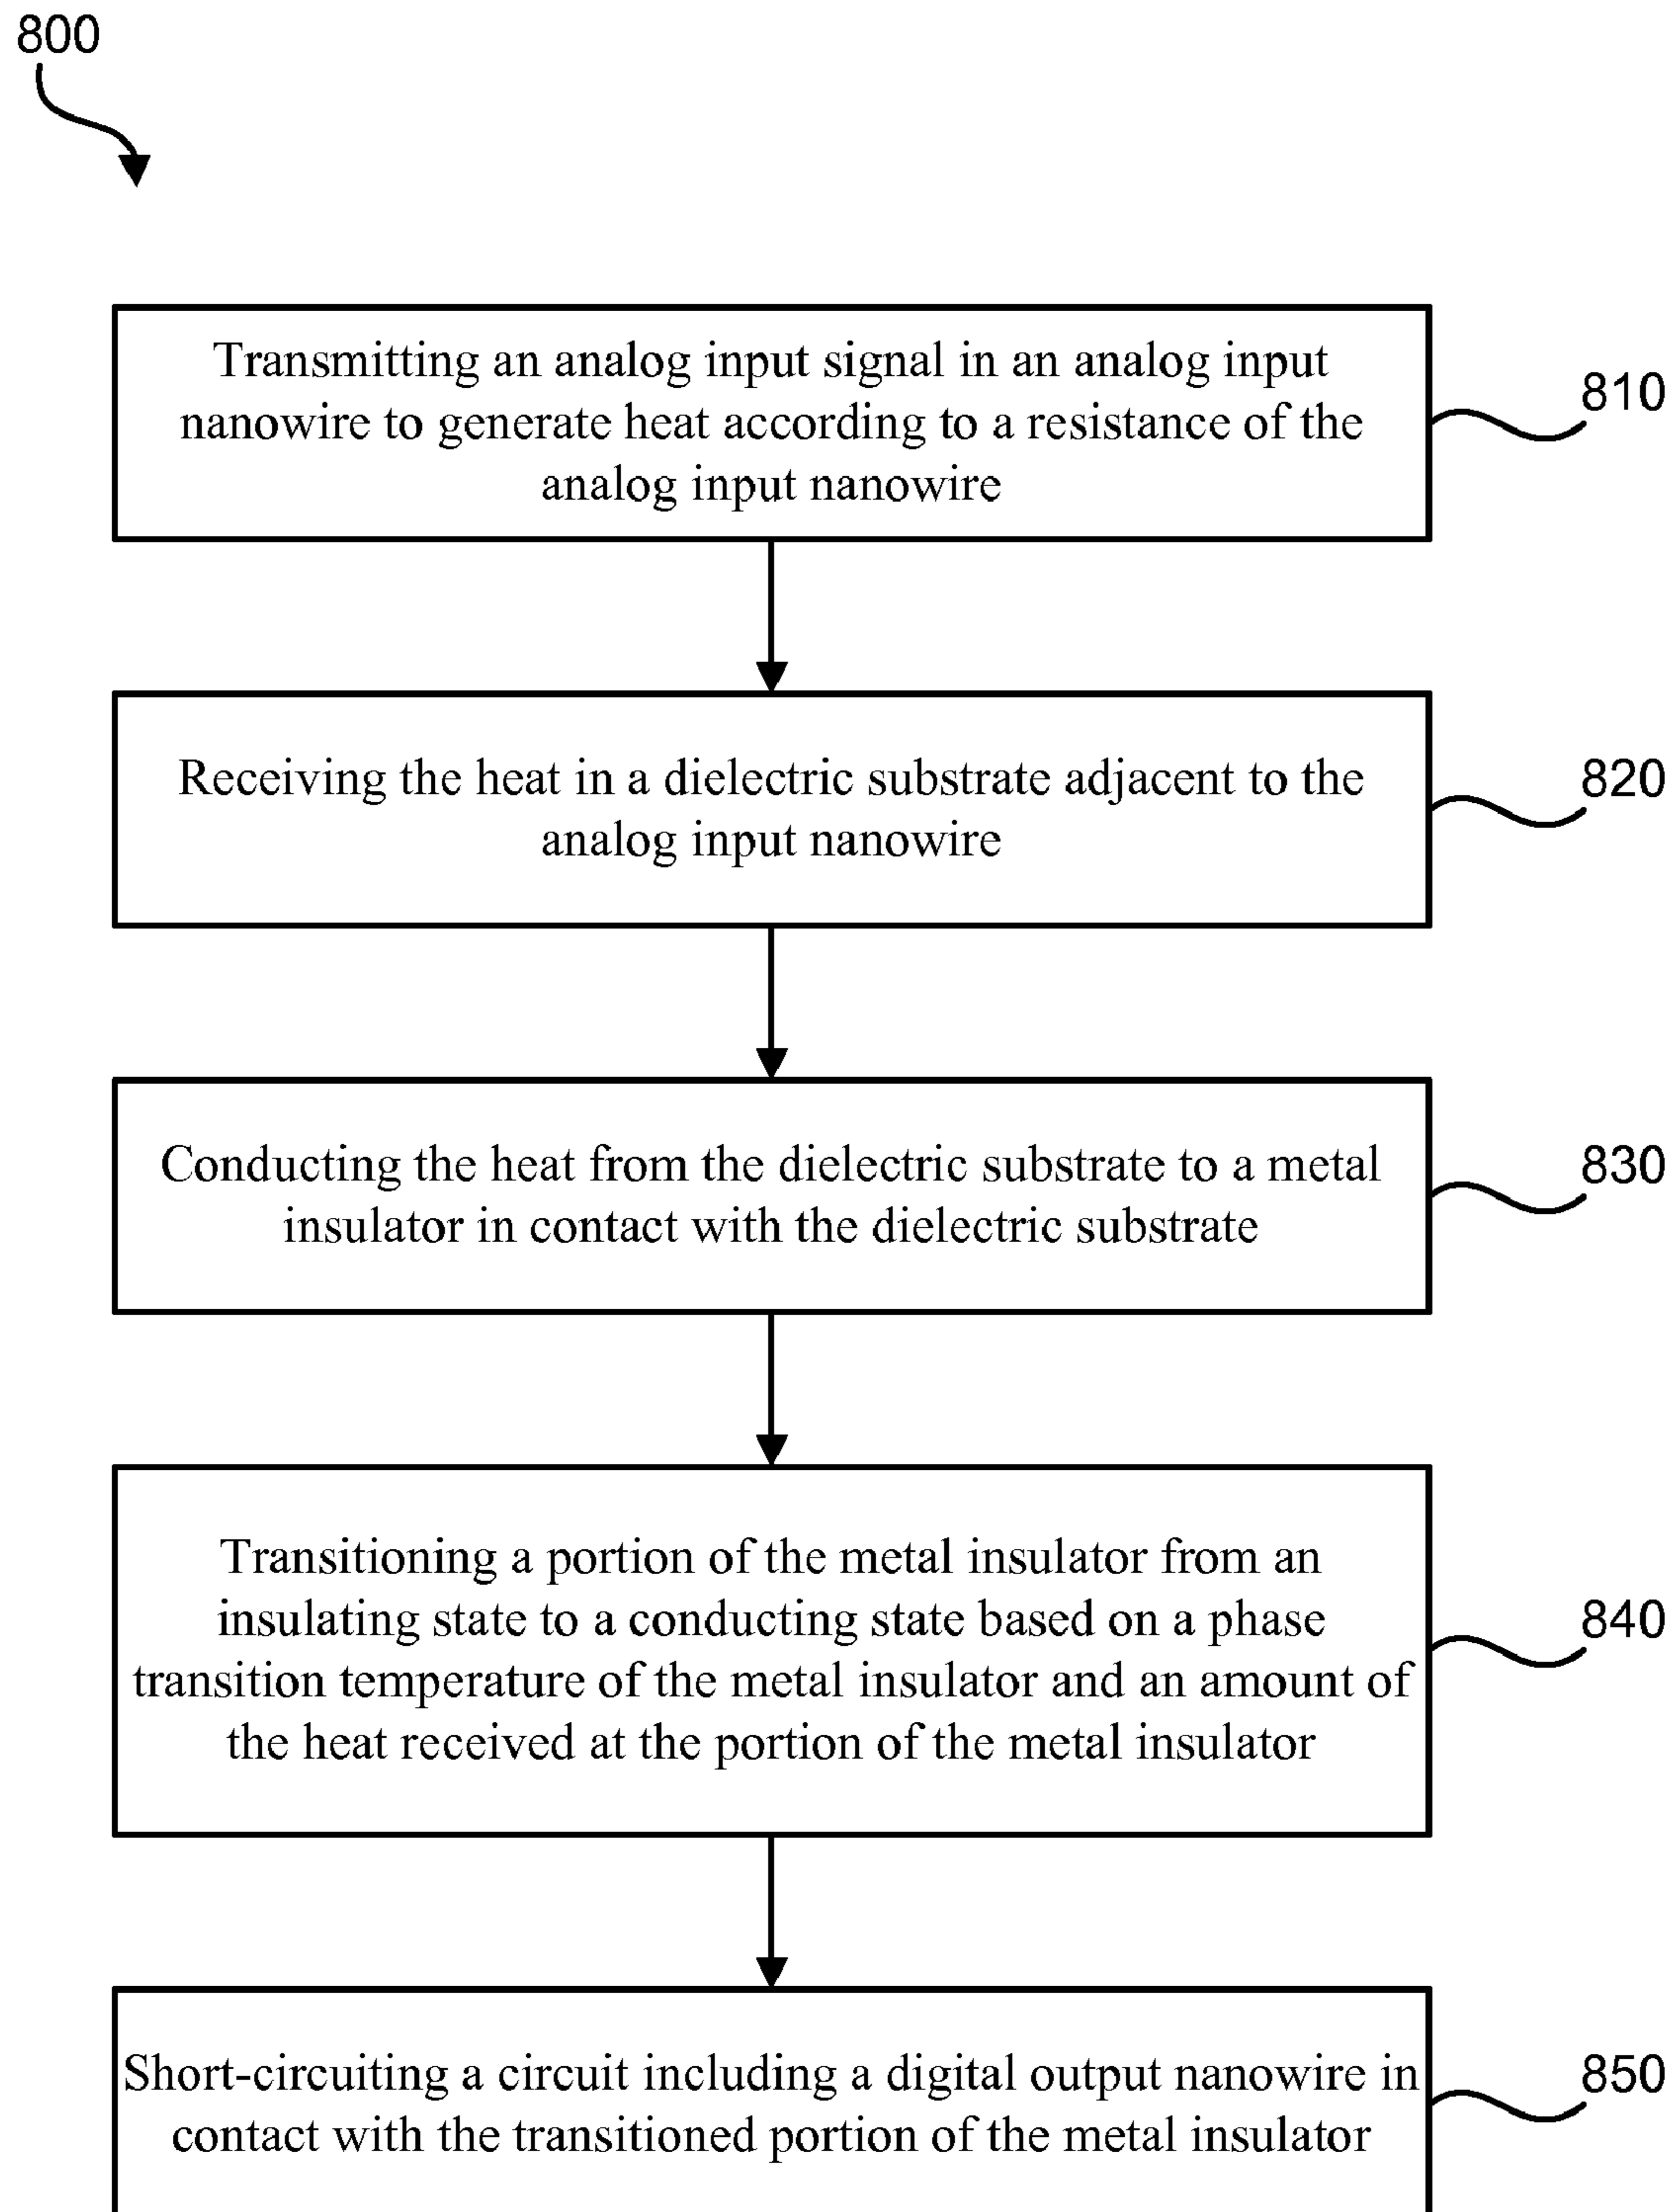 800
Transmitting an analog input signal in an analog input
nanowire to generate heat according to a resistance of the
analog input nanowire
810
Receiving the heat in a dielectric substrate adjacent to the
analog input nanowire
820
Conducting the heat from the dielectric substrate to a metal
insulator in contact with the dielectric substrate
830
Transitioning a portion of the metal insulator from an
insulating state to a conducting state based on a phase
transition temperature of the metal insulator and an amount of
the heat received at the portion of the metal insulator
840
Short-circuiting a circuit including a digital output nanowire in
contact with the transitioned portion of the metal insulator
850